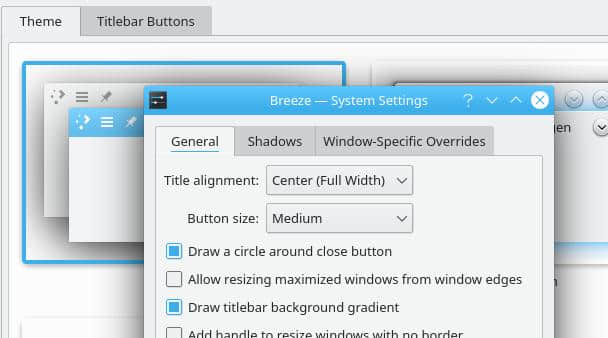 Theme
Titlebar Buttons
Breeze — System Settings
General
Shadows
Window-Specific Overrides
Title alignment:
Center (Full Width)
Button size:
Medium
Draw a circle around close button
Allow resizing maximized windows from window edges
Draw titlebar background gradient
Add handle to resize windows with no border